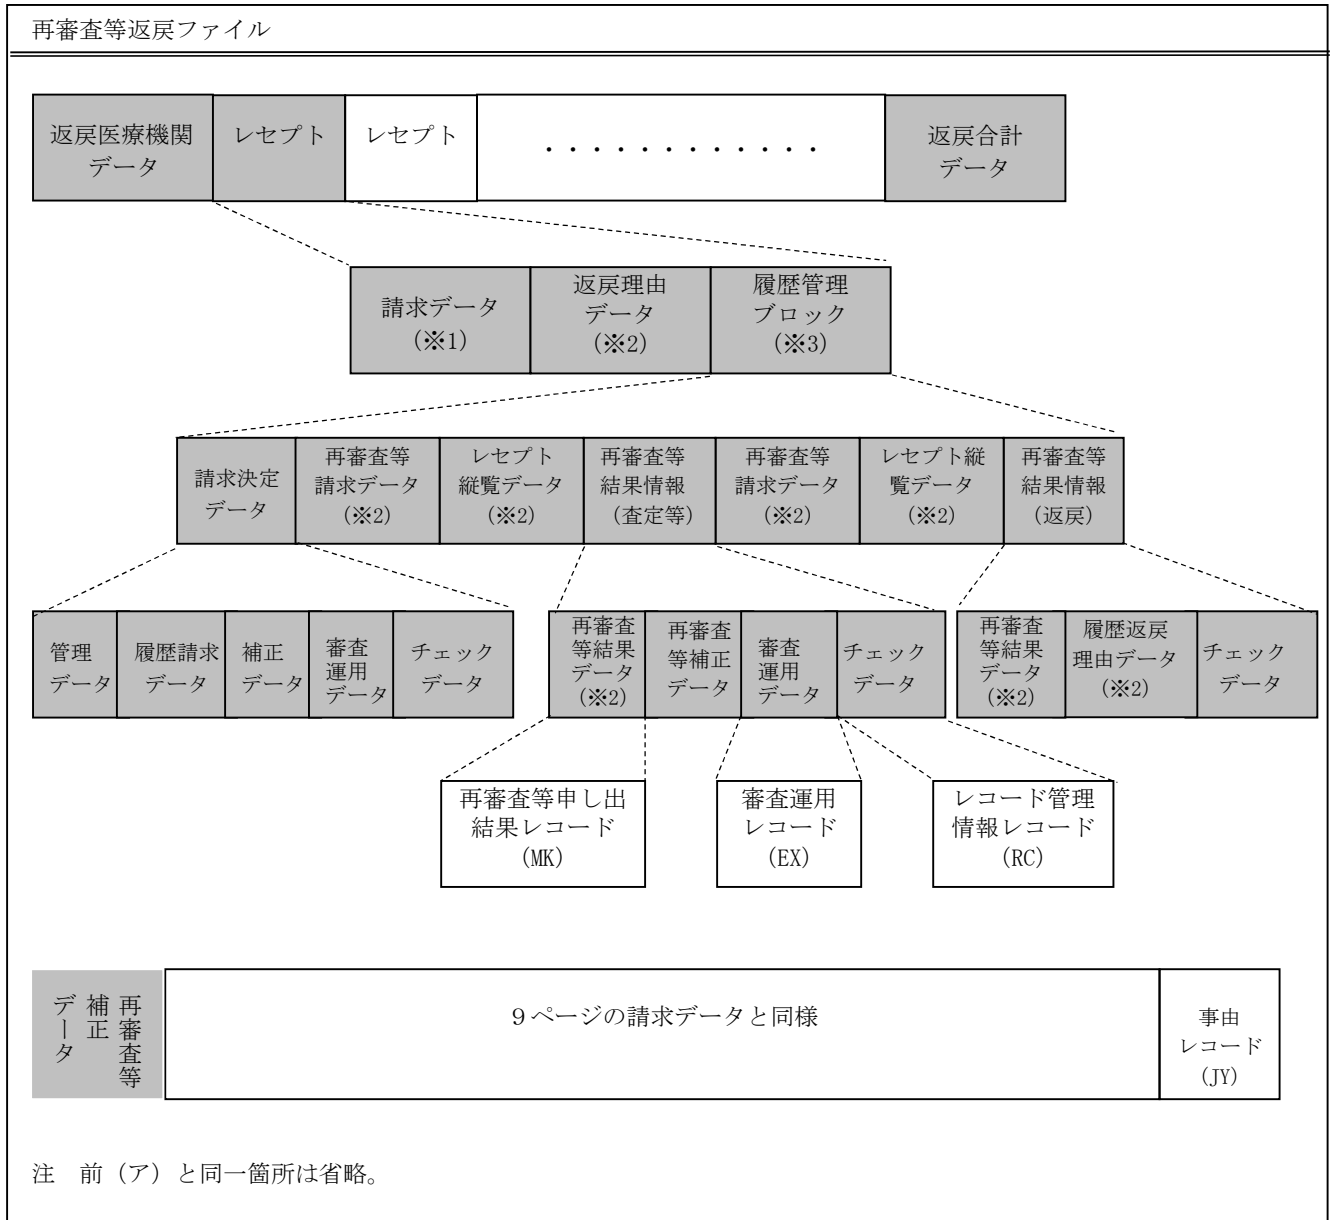 再審査等返戻ファイル
返戻医療機関
データ
レセプト
レセプト
・・・・・・・・・・・・
返戻合計
データ
請求データ
（※1）
返戻理由
データ
（※2）
履歴管理
ブロック
（※3）
請求決定
データ
再審査等
請求データ
（※2）
レセプト
縦覧データ
（※2）
再審査等
結果情報
（査定等）
再審査等
請求データ
（※2）
レセプト縦
覧データ
（※2）
再審査等
結果情報
（返戻）
管理
データ
履歴請求
データ
補正
データ
審査
運用
データ
チェック
データ
再審査
等結果
データ
（※2）
再審査
等補正
データ
審査
運用
データ
チェック
データ
再審査
等結果
データ
（※2）
履歴返戻
理由データ
（※2）
チェック
データ
再審査等申し出
結果レコード
（MK）
審査運用
レコード
（EX）
レコード管理
情報レコード
（RC）
再審査等
補正
データ
９ページの請求データと同様
事由
レコード
（JY）
注　前（ア）と同一箇所は省略。